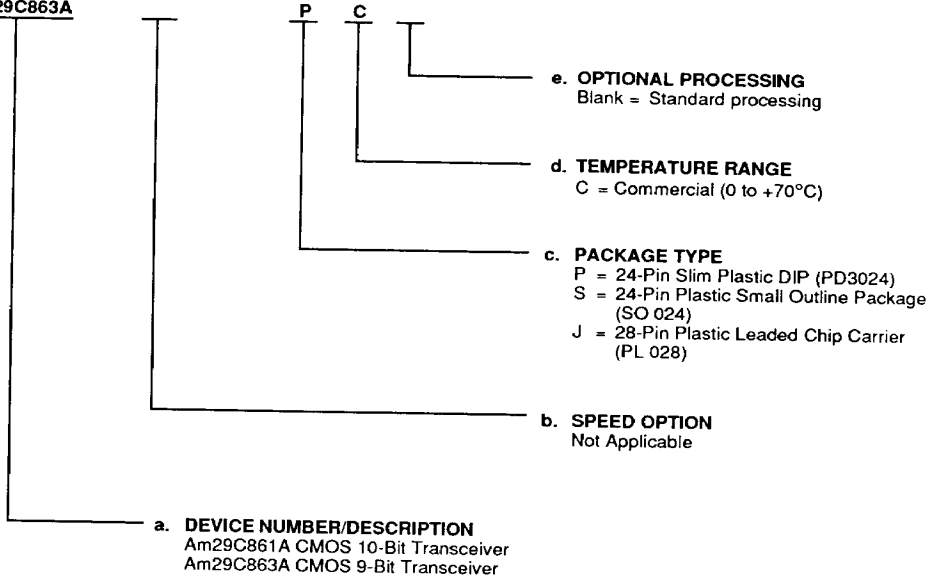 29C863A
P C
e. OPTIONAL PROCESSING
Blank = Standard processing
d. TEMPERATURE RANGE
C = Commercial (0 to +70°C)
c. PACKAGE TYPE
P = 24-Pin Slim Plastic DIP (PD3024)
S = 24-Pin Plastic Small Outline Package
(SO 024)
J = 28-Pin Plastic Leaded Chip Carrier
(PL 028)
b. SPEED OPTION
Not Applicable
a. DEVICE NUMBER/DESCRIPTION
Am29C861A CMOS 10-Bit Transceiver
Am29C863A CMOS 9-Bit Transceiver